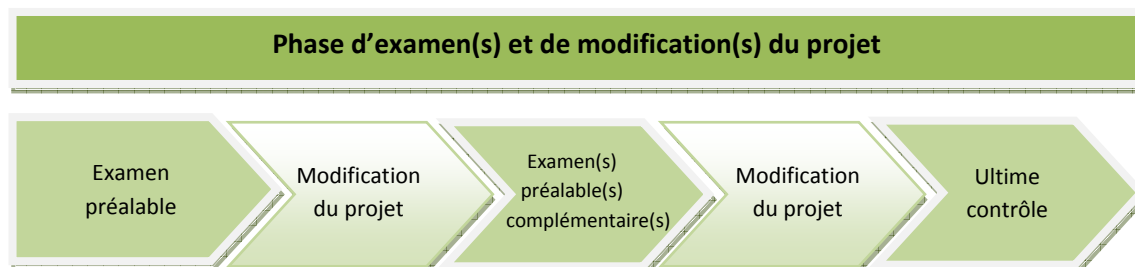 Phase d’examen(s) et de modification(s) du projet
Examen
préalable
Modification
du projet
Examen(s)
préalable(s)
complémentaire(s)
Modification
du projet
Ultime
contrôle